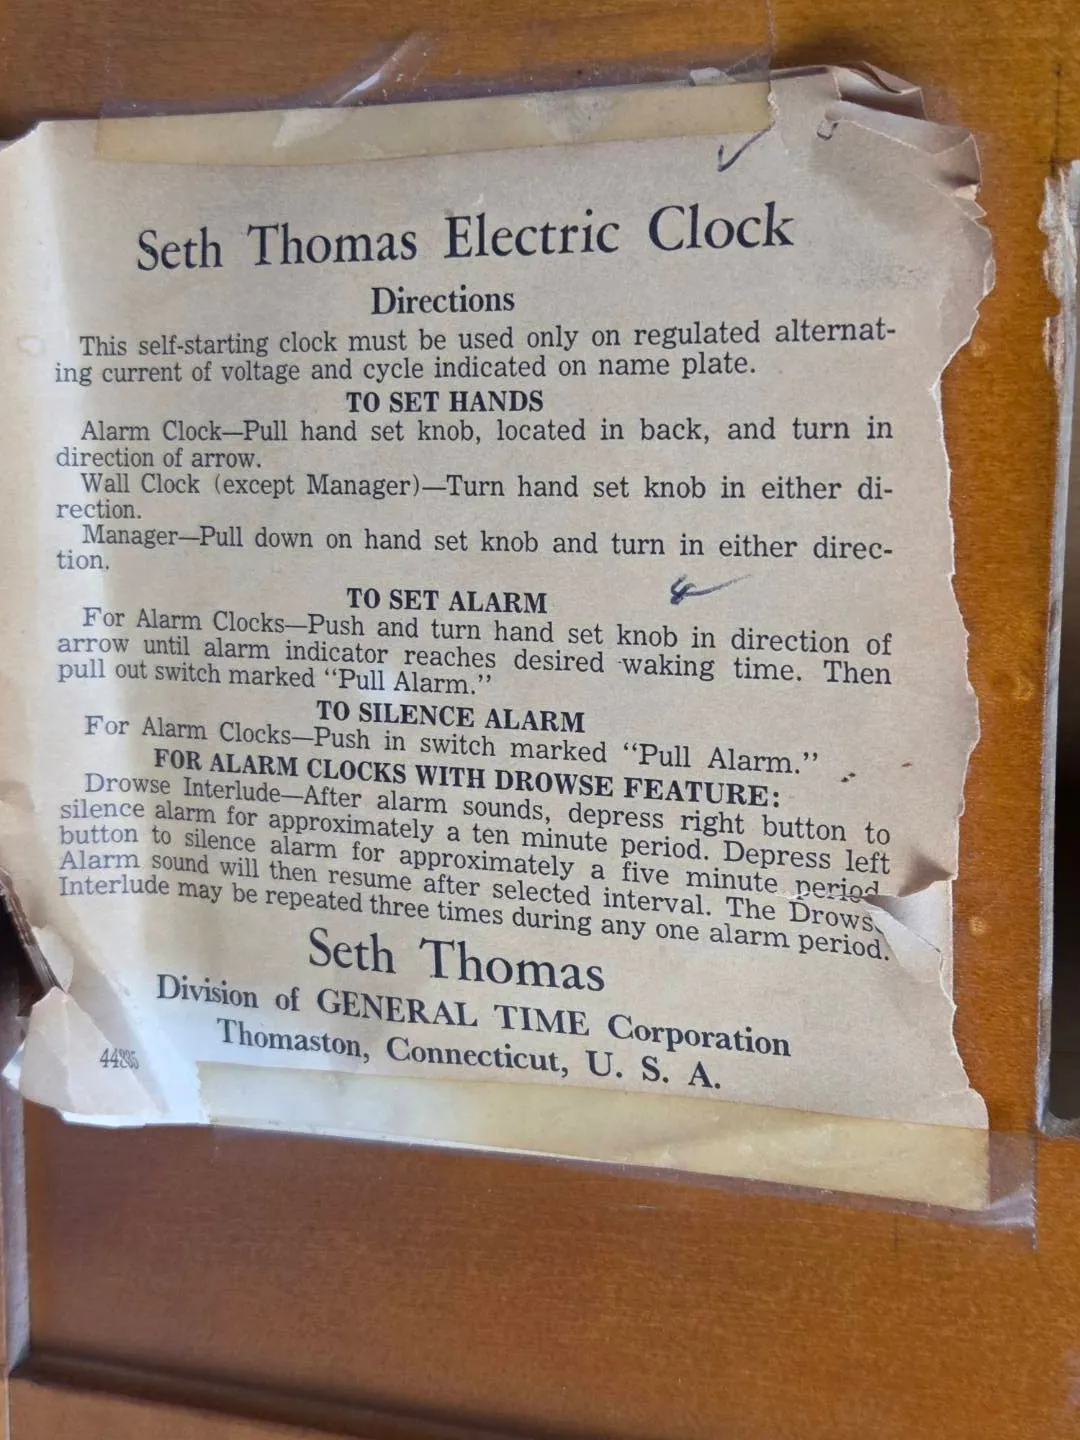 Seth Thomas Electric Clock
Directions
This self-starting clock must be used only on regulated alternat-
ing current of voltage and cycle indicated on name plate.
TO SET HANDS
Alarm Clock—Pull hand set knob, located in back, and turn in
direction of arrow.
Wall Clock (except Manager)—Turn hand set knob in either di-
rection.
Manager—Pull down on hand set knob and turn in either direc-
tion.
TO SET ALARM
For Alarm Clocks—Push and turn hand set knob in direction of
arrow until alarm indicator reaches desired waking time. Then
pull out switch marked “Pull Alarm.”
TO SILENCE ALARM
For Alarm Clocks—Push in switch marked “Pull Alarm.”
FOR ALARM CLOCKS WITH DROWSE FEATURE:
Drowse Interlude—After alarm sounds, depress right button to
silence alarm for approximately a ten minute period. Depress left
button to silence alarm for approximately a five minute period.
Alarm sound will then resume after selected interval. The Drows
Interlude may be repeated three times during any one alarm period.
Seth Thomas
Division of GENERAL TIME Corporation
Thomaston, Connecticut, U. S. A.